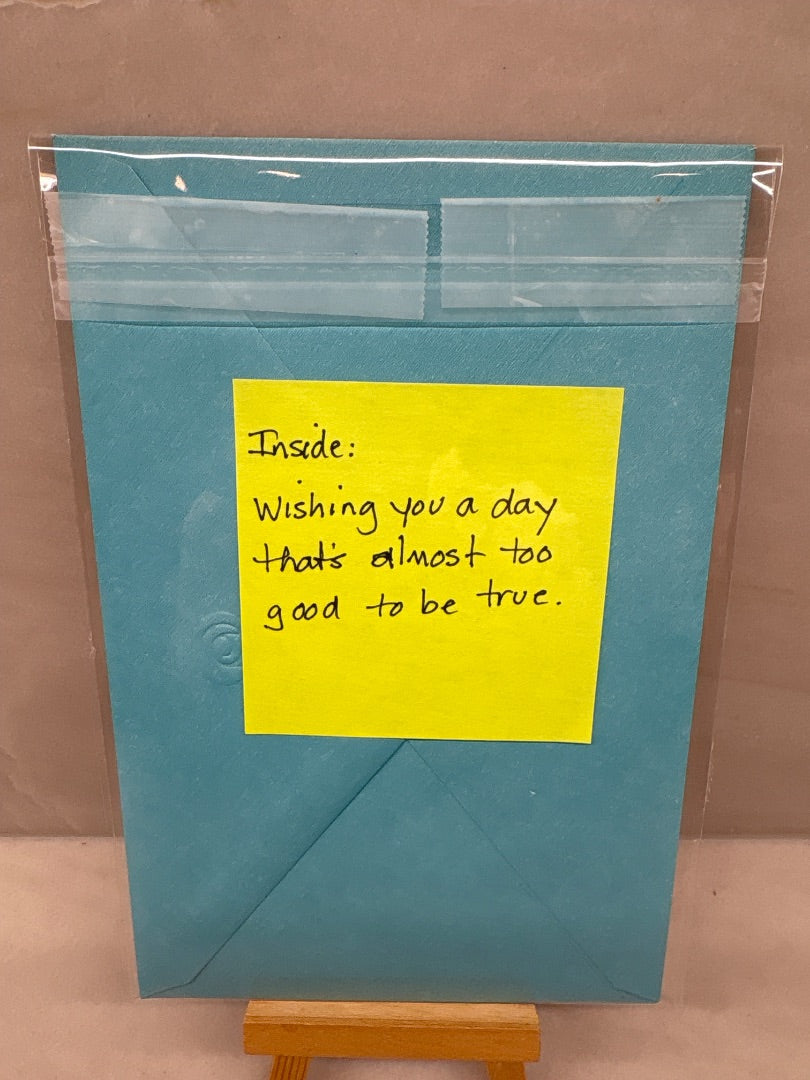 Inside:
Wishing you a day
that's almost too
good to be true.